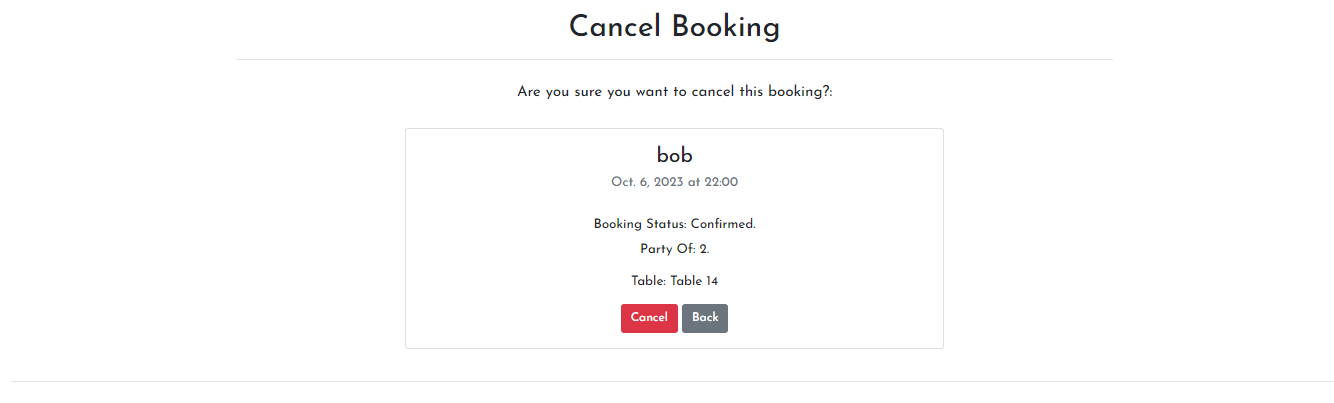 Cancel Booking
Are you sure you want to cancel this booking?:
bob
Oct. 6, 2023 at 22:00
Booking Status: Confirmed.
Party Of: 2.
Table: Table 14
Cancel Back